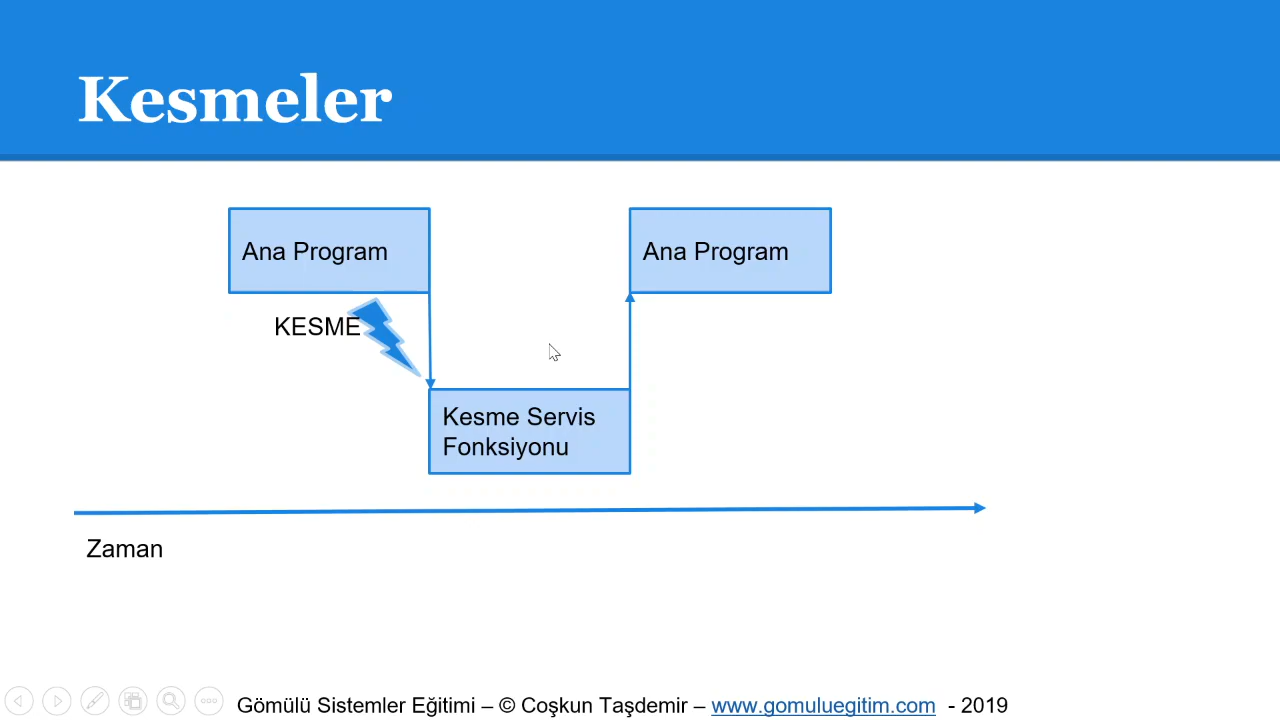 Kesmeler
Ana Program
Ana Program
KESME
Kesme Servis
Fonksiyonu
Zaman
Gömülü Sistemler Eğitimi – © Coşkun Taşdemir – www.gomuluegitim.com - 2019